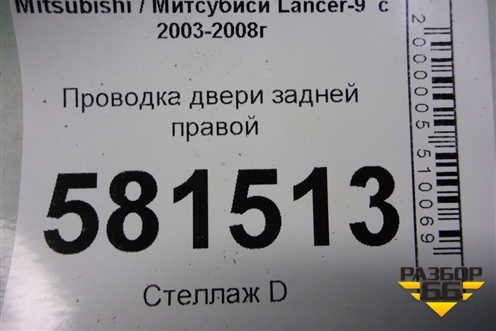 Mitsubishi / Митсубиси Lancer-9 с
2003-2008г
Проводка двери задней
правой
581513
Стеллаж D
2000005510069
РАЗБОР
66